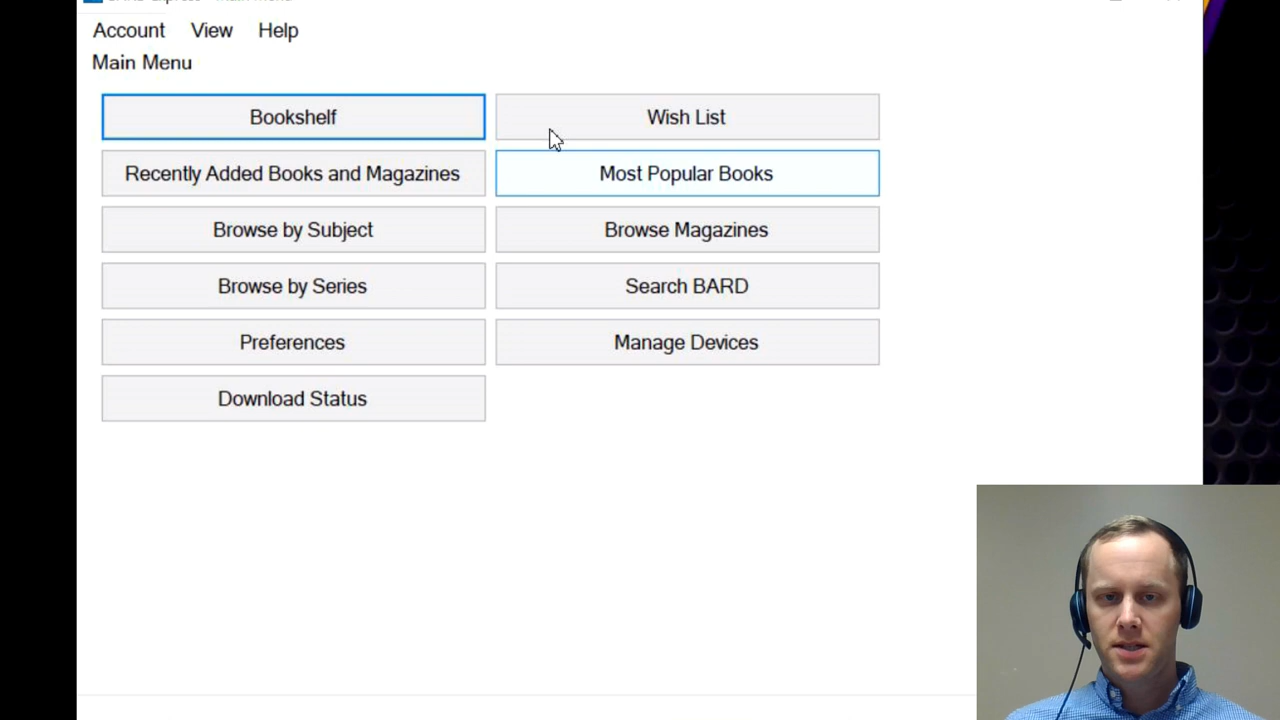 Account View Help
Main Menu
Bookshelf Wish List
Recently Added Books and Magazines Most Popular Books
Browse by Subject Browse Magazines
Browse by Series Search BARD
Preferences Manage Devices
Download Status